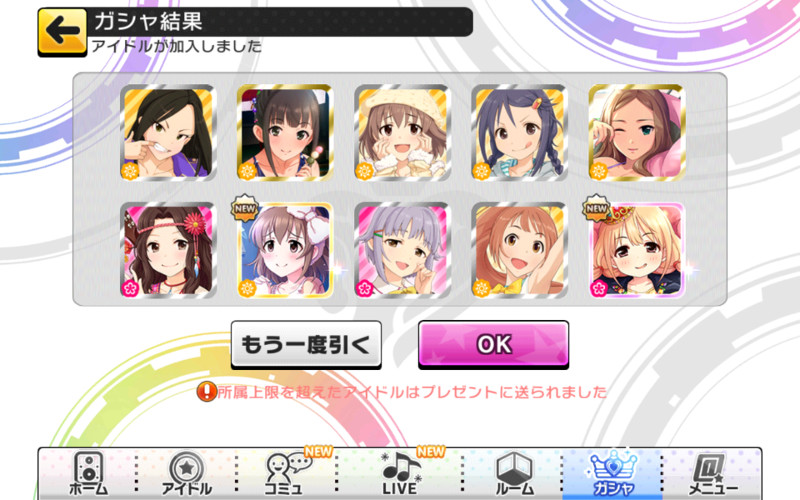 ガシャ結果
アイドルが加入しました
NEW
NEW
もう一度引く
OK
所属上限を超えたアイドルはプレゼントに送られました
NEW
NEW
ホーム
アイドル
コミュ
LIVE
ルーム
ガシャ
メニュー